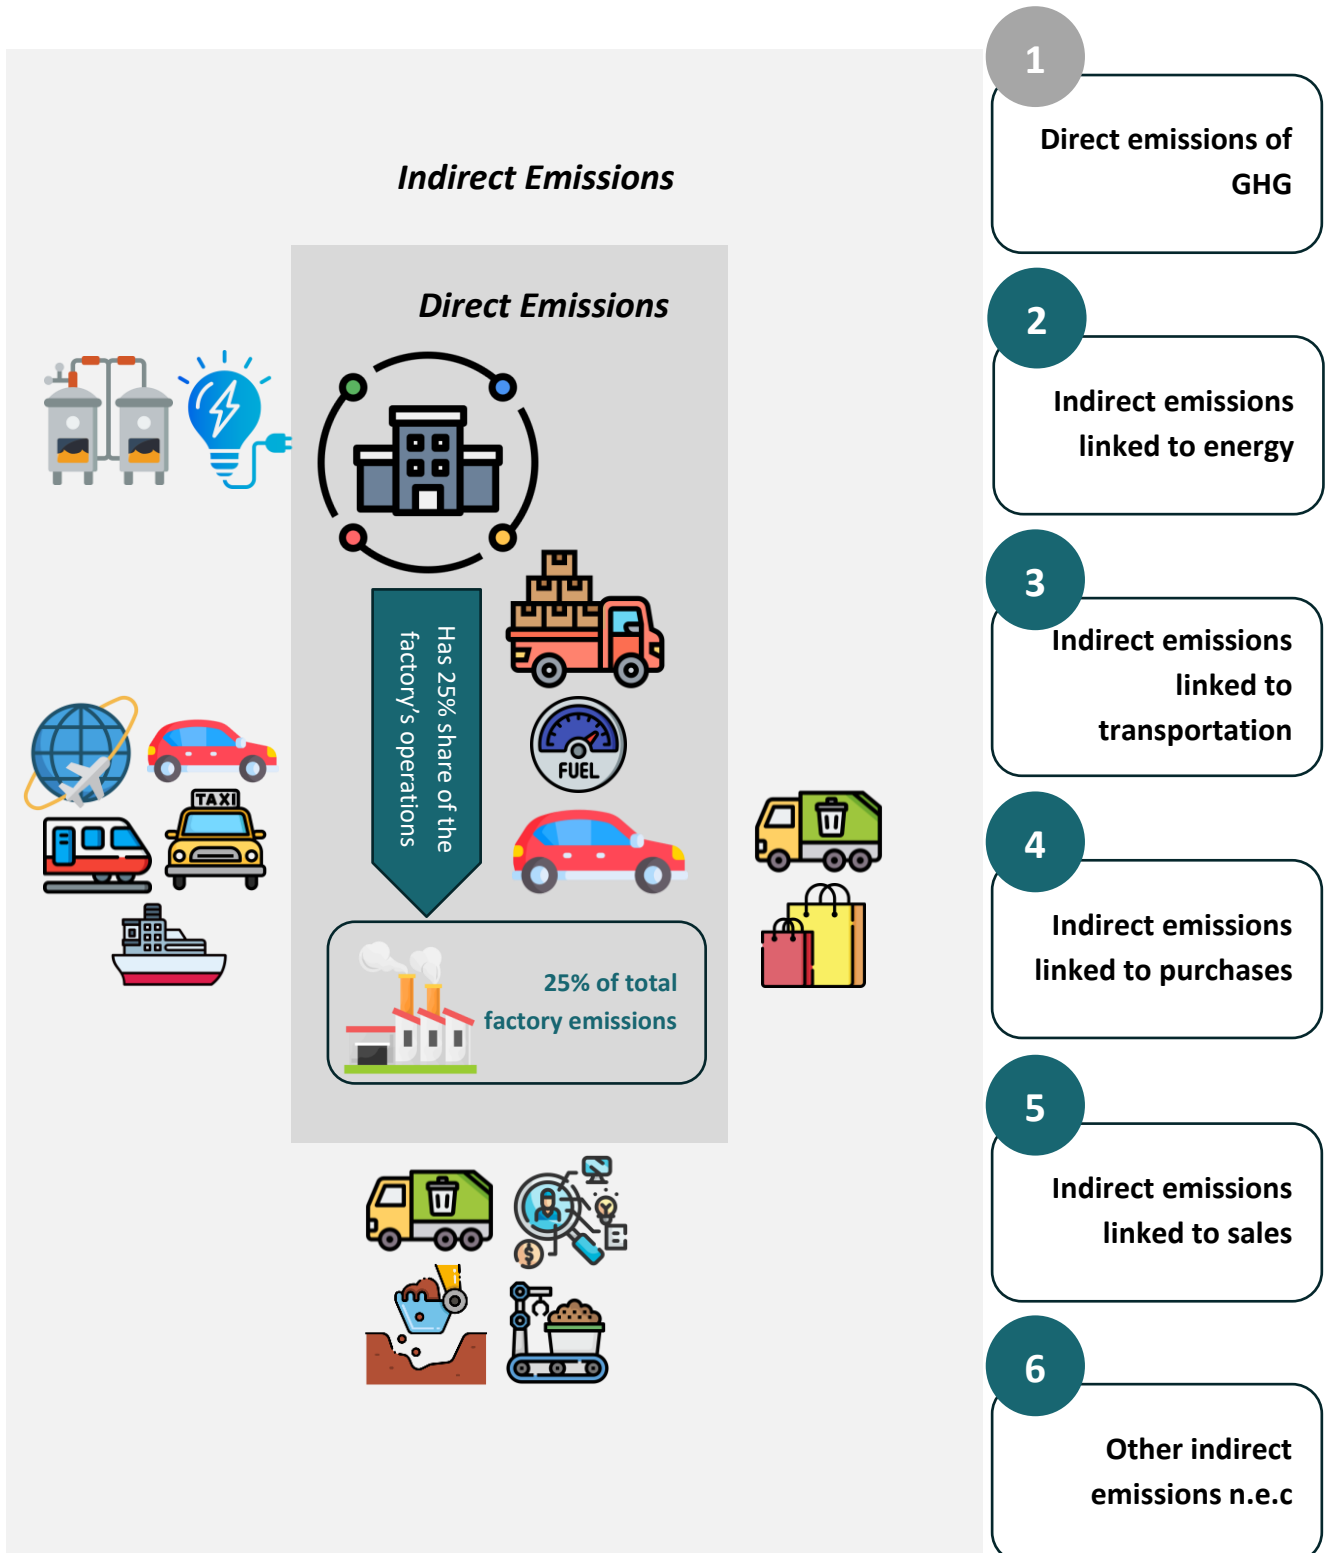 Indirect Emissions
Direct Emissions
Has 25% share of the
factory’s operations
FUEL
TAXI
25% of total
factory emissions
1
Direct emissions of
GHG
2
Indirect emissions
linked to energy
3
Indirect emissions
linked to
transportation
4
Indirect emissions
linked to purchases
5
Indirect emissions
linked to sales
6
Other indirect
emissions n.e.c
$